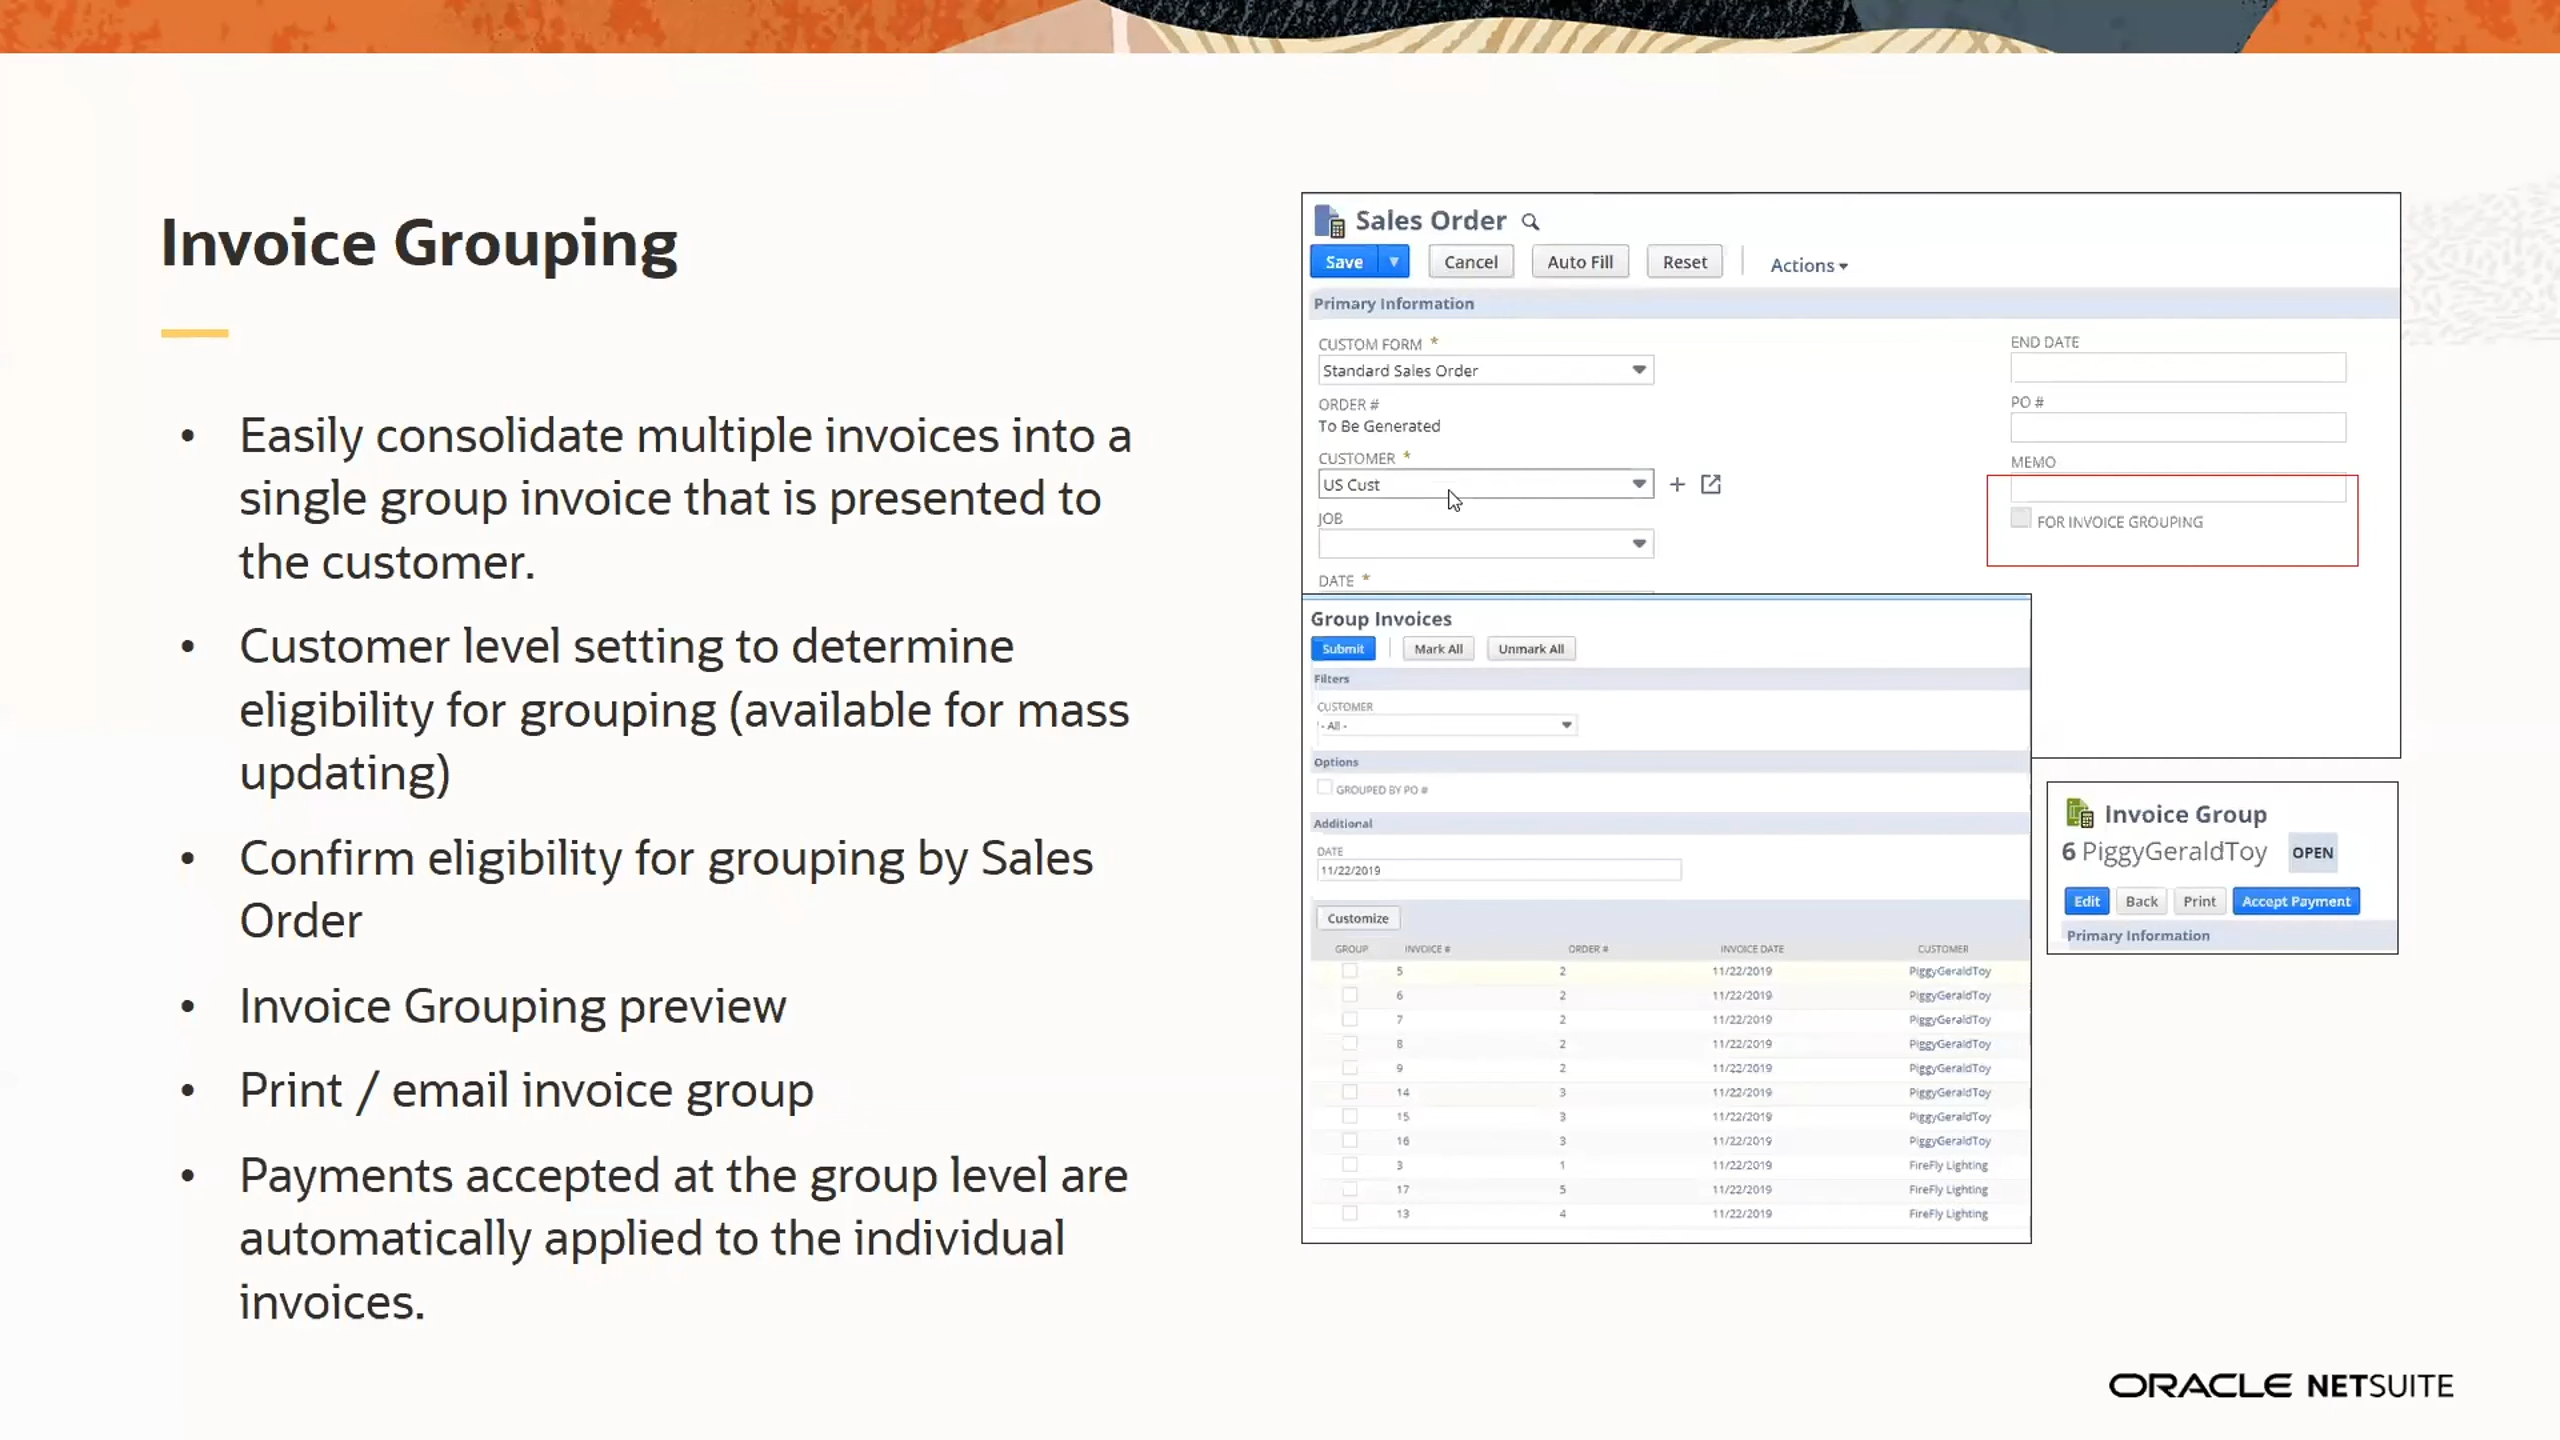 Invoice Grouping
• Easily consolidate multiple invoices into a
single group invoice that is presented to
the customer.
• Customer level setting to determine
eligibility for grouping (available for mass
updating)
• Confirm eligibility for grouping by Sales
Order
• Invoice Grouping preview
• Print / email invoice group
• Payments accepted at the group level are
automatically applied to the individual
invoices.
Sales Order
Save Cancel Auto Fill Reset Actions
Primary Information
CUSTOM FORM *
Standard Sales Order
ORDER #
To Be Generated
CUSTOMER *
US Cust
JOB
DATE *
END DATE
PO #
MEMO
FOR INVOICE GROUPING
Group Invoices
Submit Mark All Unmark All
Filters
CUSTOMER
- All -
Options
GROUPED BY PO #
Additional
DATE
11/22/2019
Customize
GROUP INVOICE # ORDER # INVOICE DATE CUSTOMER
5 2 11/22/2019 PiggyGeraldToy
6 2 11/22/2019 PiggyGeraldToy
7 2 11/22/2019 PiggyGeraldToy
8 2 11/22/2019 PiggyGeraldToy
9 2 11/22/2019 PiggyGeraldToy
14 3 11/22/2019 PiggyGeraldToy
15 3 11/22/2019 PiggyGeraldToy
16 3 11/22/2019 PiggyGeraldToy
3 1 11/22/2019 FireFly Lighting
17 5 11/22/2019 FireFly Lighting
13 4 11/22/2019 FireFly Lighting
Invoice Group
6 PiggyGeraldToy OPEN
Edit Back Print Accept Payment
Primary Information
ORACLE NETSUITE